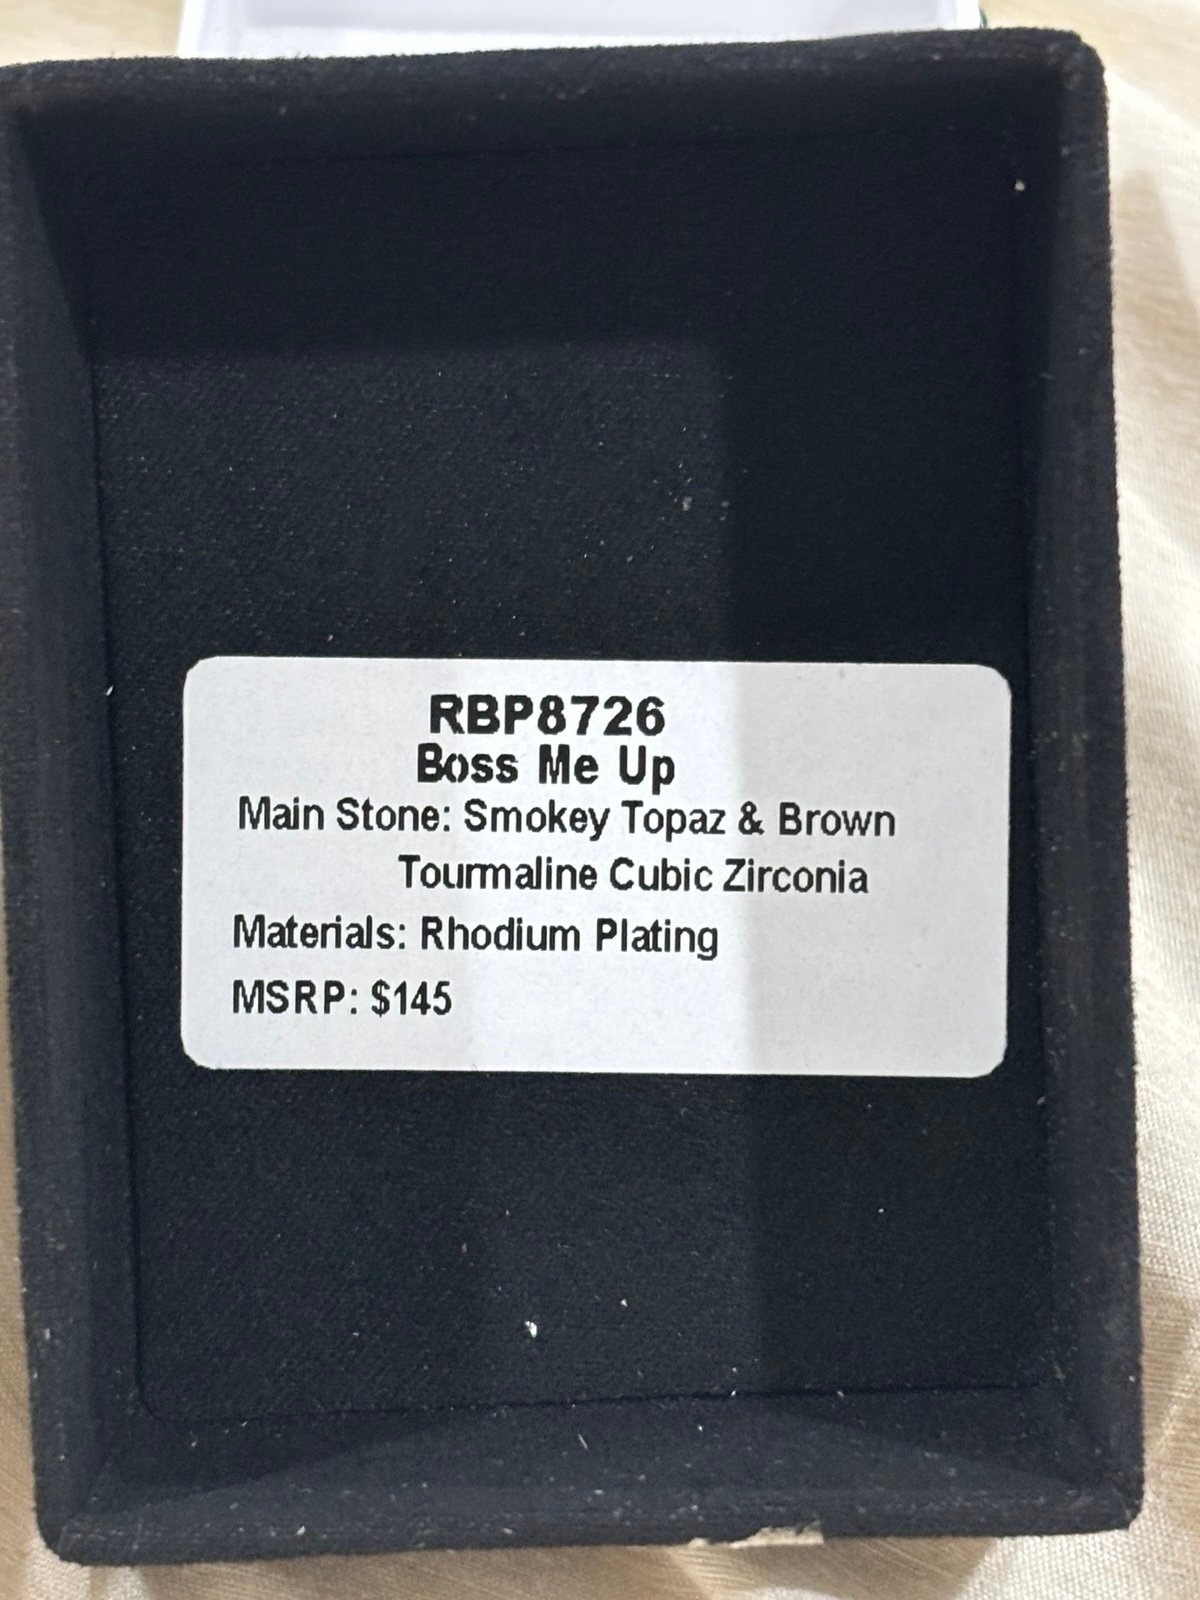 RBP8726
Boss Me Up
Main Stone: Smokey Topaz & Brown
Tourmaline Cubic Zirconia
Materials: Rhodium Plating
MSRP: $145